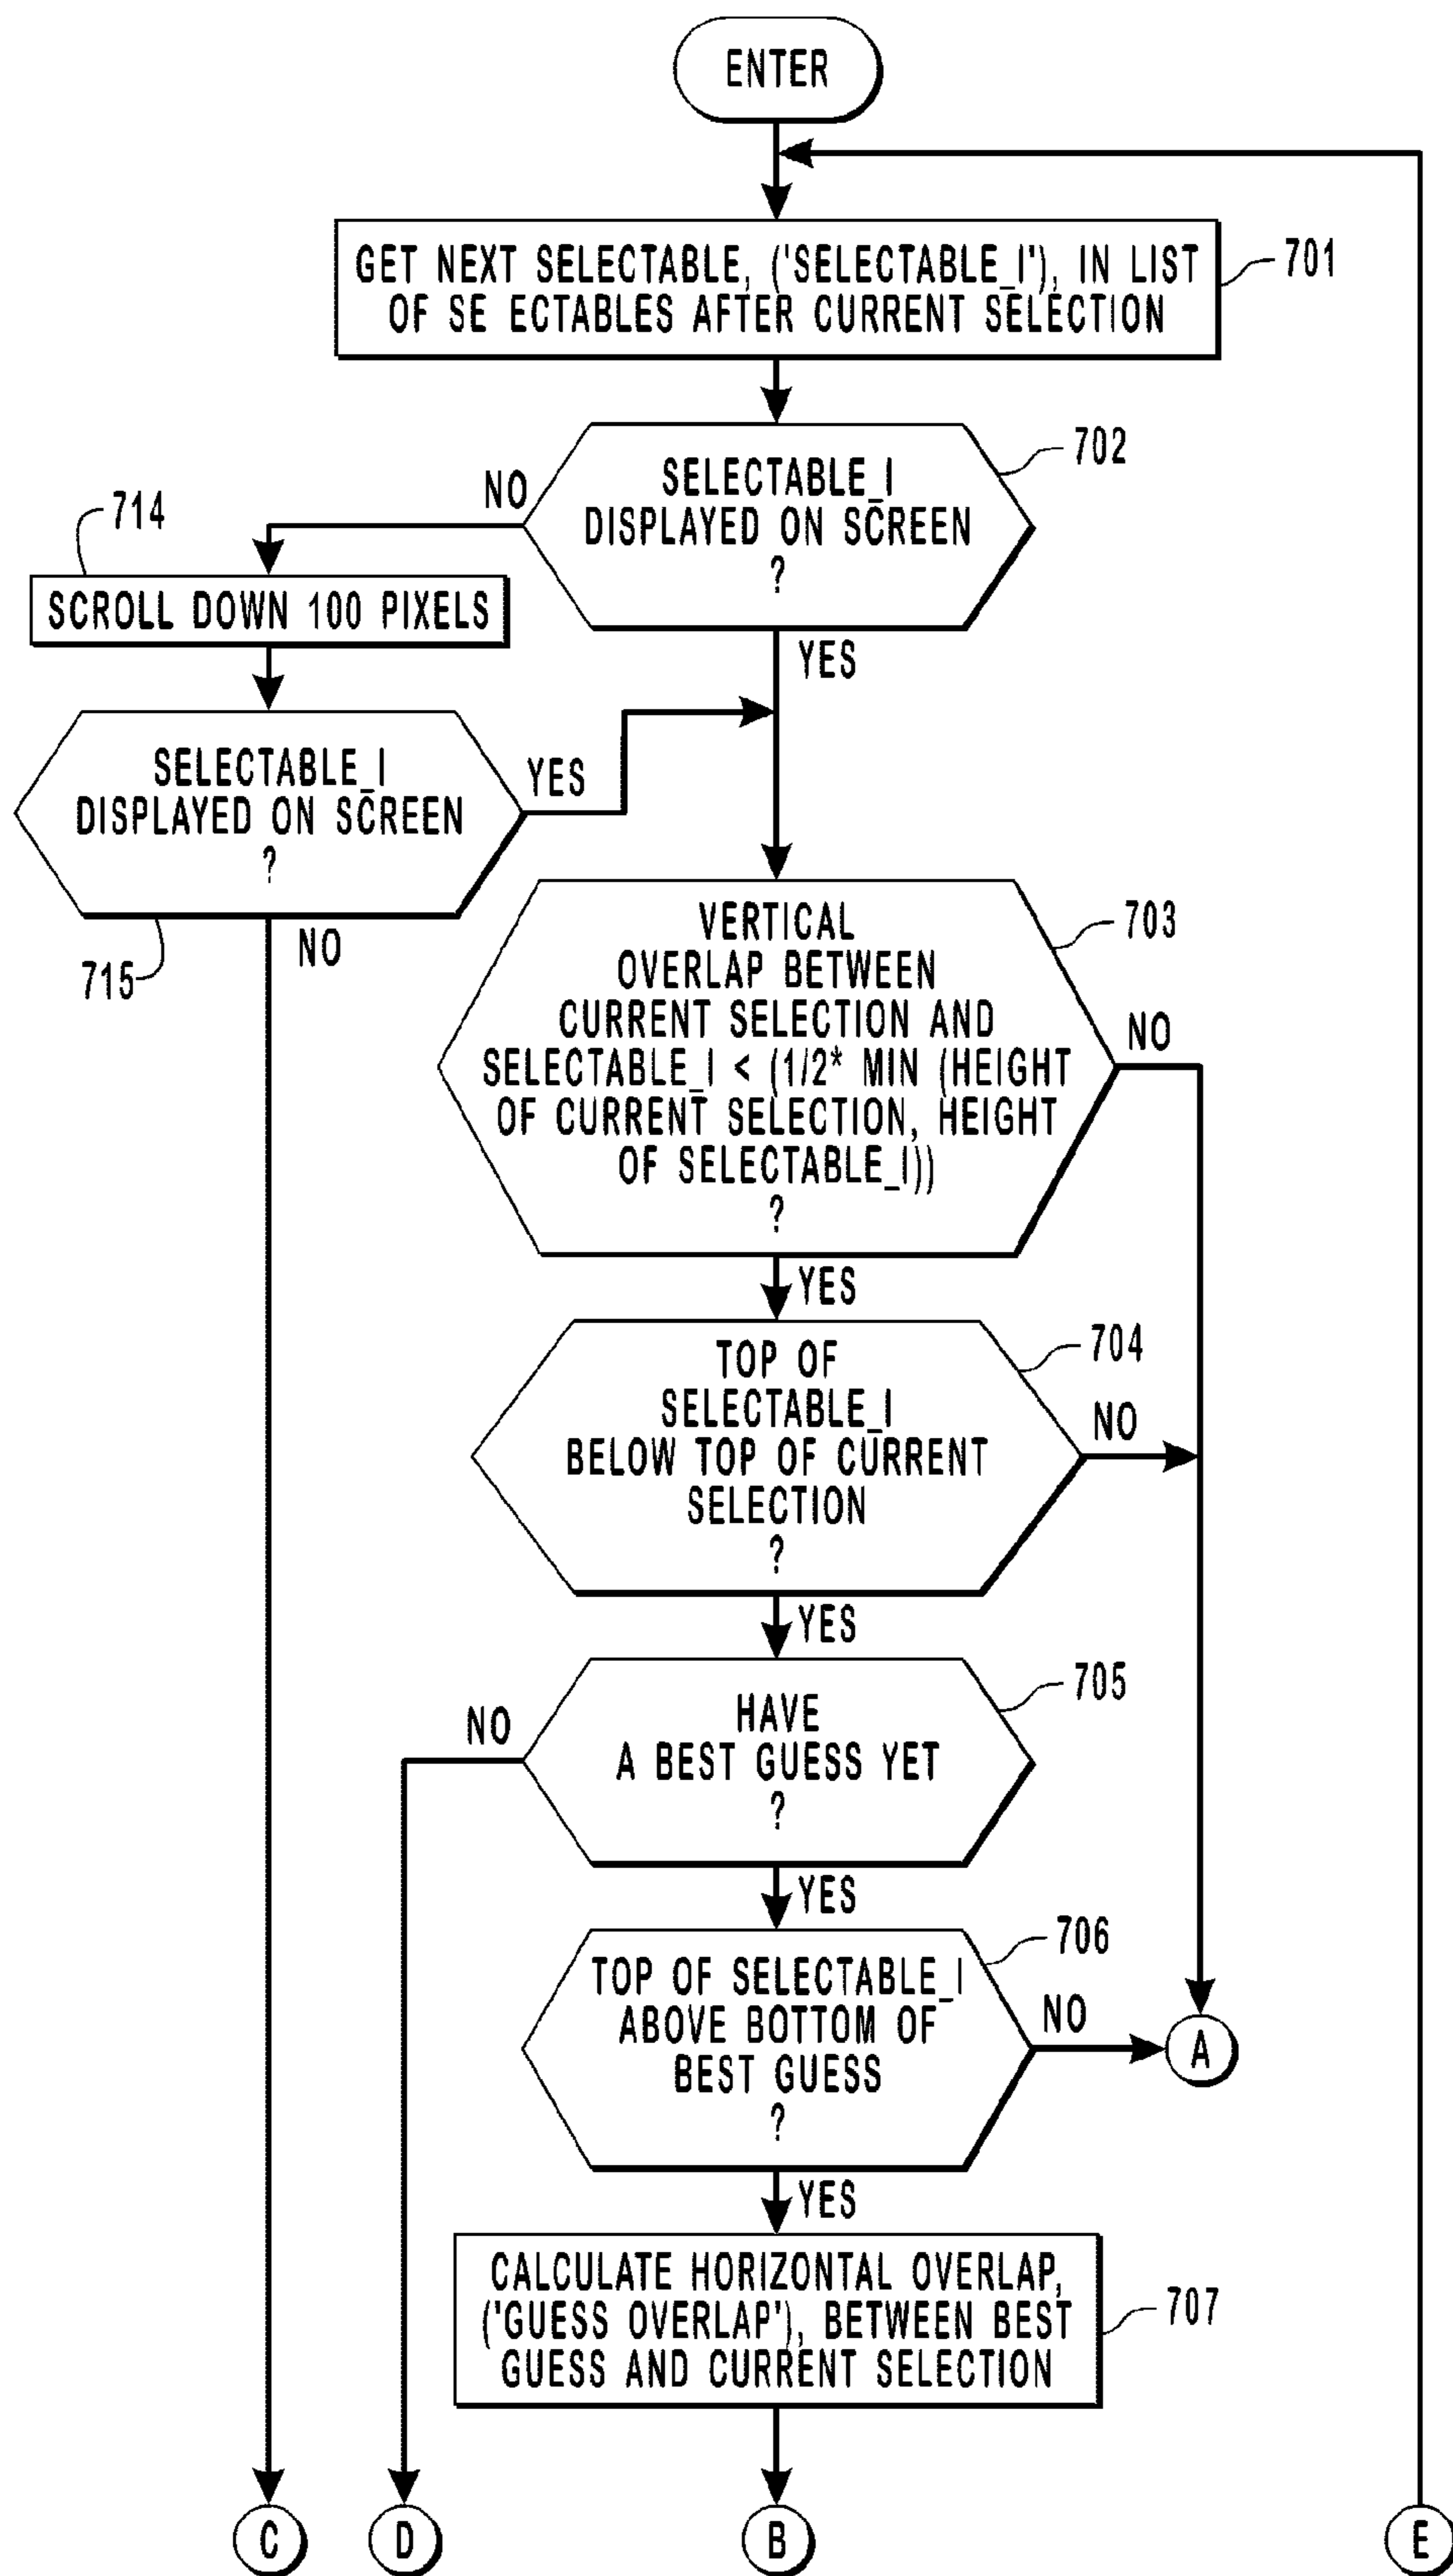 ENTER
GET NEXT SELECTABLE, ('SELECTABLE_I'), IN LIST
OF SE ECTABLES AFTER CURRENT SELECTION
701
SELECTABLE_I
DISPLAYED ON SCREEN
?
702
NO
YES
714
SCROLL DOWN 100 PIXELS
SELECTABLE_I
DISPLAYED ON SCREEN
?
YES
NO
715
VERTICAL
OVERLAP BETWEEN
CURRENT SELECTION AND
SELECTABLE_I < (1/2* MIN (HEIGHT
OF CURRENT SELECTION, HEIGHT
OF SELECTABLE_I))
?
703
NO
YES
TOP OF
SELECTABLE_I
BELOW TOP OF CURRENT
SELECTION
?
704
NO
YES
HAVE
A BEST GUESS YET
?
705
NO
YES
TOP OF SELECTABLE_I
ABOVE BOTTOM OF
BEST GUESS
?
706
NO
A
YES
CALCULATE HORIZONTAL OVERLAP,
('GUESS OVERLAP'), BETWEEN BEST
GUESS AND CURRENT SELECTION
707
C
D
B
E